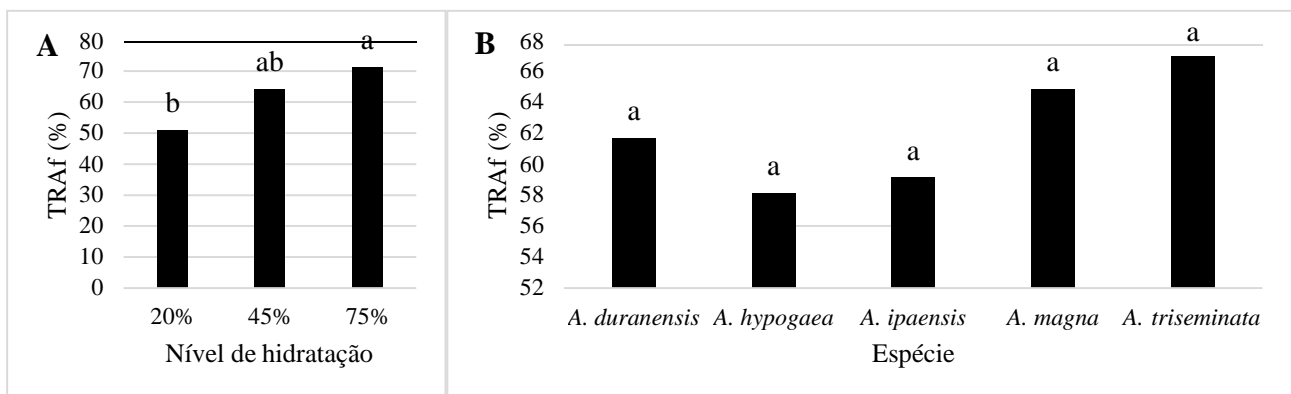 A
TRAf (%)
80
70
60
50
40
30
20
10
0
b
ab
a
20% 45% 75%
Nível de hidratação
B
TRAf (%)
68
66
64
62
60
58
56
54
52
a
a
a
a
a
A. duranensis A. hypogaea A. ipaensis A. magna A. triseminata
Espécie